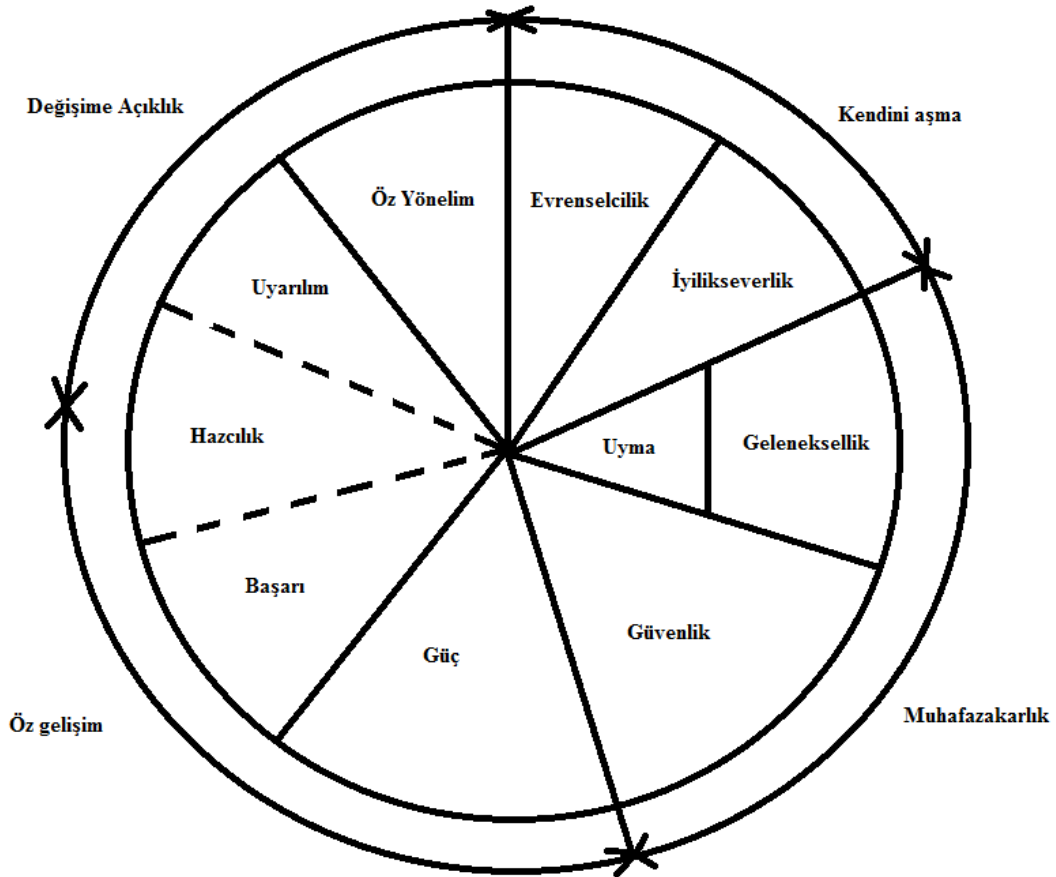 Değişime Açıklık
Kendini aşma
Öz Yönelim
Evrenselcilik
Uyarılım
İyilikseverlik
Hazcılık
Uyma
Geleneksellik
Başarı
Güç
Güvenlik
Öz gelişim
Muhafazakarlık